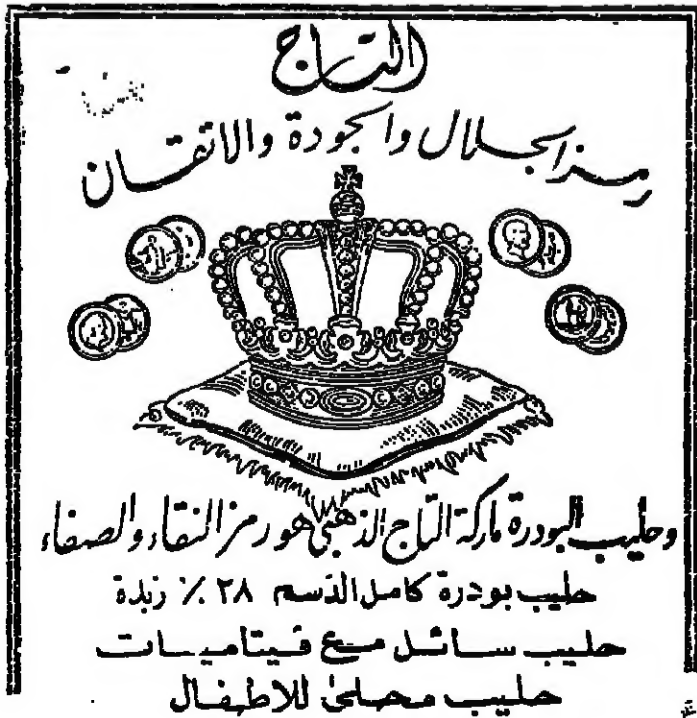 التاج
رمز الجلال والجودة والاتقان
وحليب البودرة ماركة التاج الذهبي هو رمز النقاء والصفاء
حليب بودرة كامل الدسم ٢٨ ٪ زبدة
حليب سائل مع فيتاميات
حليب محلى للاطفال